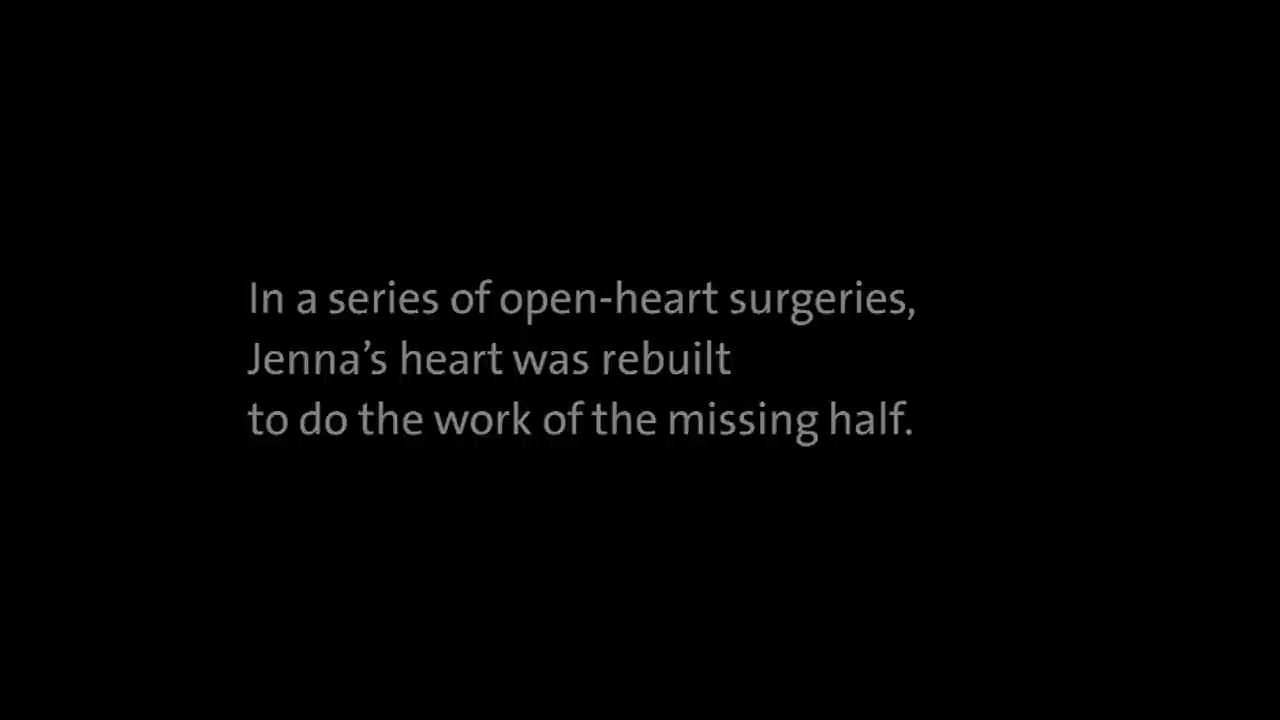 In a series of open-heart surgeries,
Jenna’s heart was rebuilt
to do the work of the missing half.